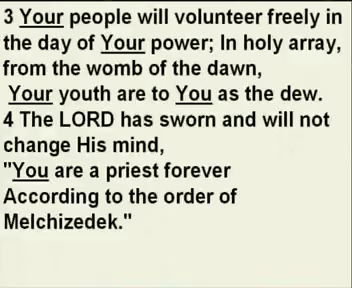 3 Your people will volunteer freely in
the day of Your power; In holy array,
from the womb of the dawn,
Your youth are to You as the dew.
4 The LORD has sworn and will not
change His mind,
"You are a priest forever
According to the order of
Melchizedek."